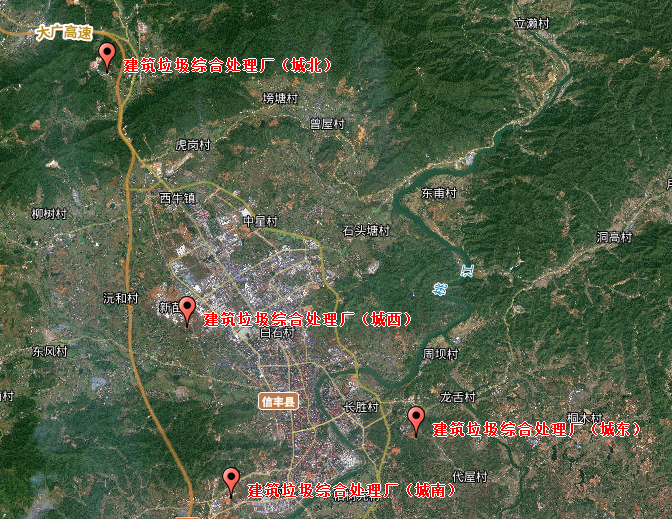 立濑村
大广高速
建筑垃圾综合处理厂（城北）
塝塘村
曾屋村
虎岗村
东甫村
西牛镇
柳树村
中星村
石头塘村
洞高村
江
沅和村
建筑垃圾综合处理厂（城西）
白石村
东风村
周坝村
信丰县
长胜村
龙舌村
桐木村
建筑垃圾综合处理厂（城东）
代屋村
建筑垃圾综合处理厂（城南）